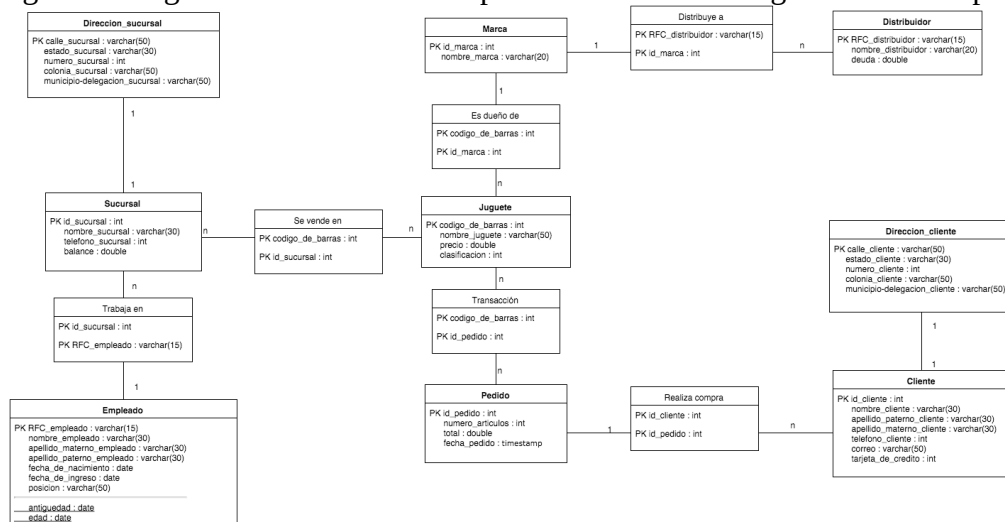 Direccion_sucursal
PK calle_sucursal : varchar(50)
estado_sucursal : varchar(30)
numero_sucursal : int
colonia_sucursal : varchar(50)
municipio-delegacion_sucursal : varchar(50)
1
1
Marca
PK id_marca : int
nombre_marca : varchar(20)
1
Distribuye a
PK RFC_distribuidor : varchar(15)
PK id_marca : int
n
Distribuidor
PK RFC_distribuidor : varchar(15)
nombre_distribuidor : varchar(20)
deuda : double
1
Es dueño de
PK codigo_de_barras : int
PK id_marca : int
n
Sucursal
PK id_sucursal : int
nombre_sucursal : varchar(30)
telefono_sucursal : int
balance : double
n
Se vende en
PK codigo_de_barras : int
PK id_sucursal : int
n
Juguete
PK codigo_de_barras : int
nombre_juguete : varchar(50)
precio : double
clasificacion : int
Direccion_cliente
PK calle_cliente : varchar(50)
estado_cliente : varchar(30)
numero_cliente : int
colonia_cliente : varchar(50)
municipio-delegacion_cliente : varchar(50)
n
Trabaja en
PK id_sucursal : int
PK RFC_empleado : varchar(15)
1
n
Transacción
PK codigo_de_barras : int
PK id_pedido : int
n
1
1
Empleado
PK RFC_empleado : varchar(15)
nombre_empleado : varchar(30)
apellido_materno_empleado : varchar(30)
apellido_paterno_empleado : varchar(30)
fecha_de_nacimiento : date
fecha_de_ingreso : date
posicion : varchar(50)
antiguedad : date
edad : date
Pedido
PK id_pedido : int
numero_articulos : int
total : double
fecha_pedido : timestamp
1
Realiza compra
PK id_cliente : int
PK id_pedido : int
n
Cliente
PK id_cliente : int
nombre_cliente : varchar(30)
apellido_paterno_cliente : varchar(30)
apellido_materno_cliente : varchar(30)
telefono_cliente : int
correo : varchar(50)
tarjeta_de_credito : int